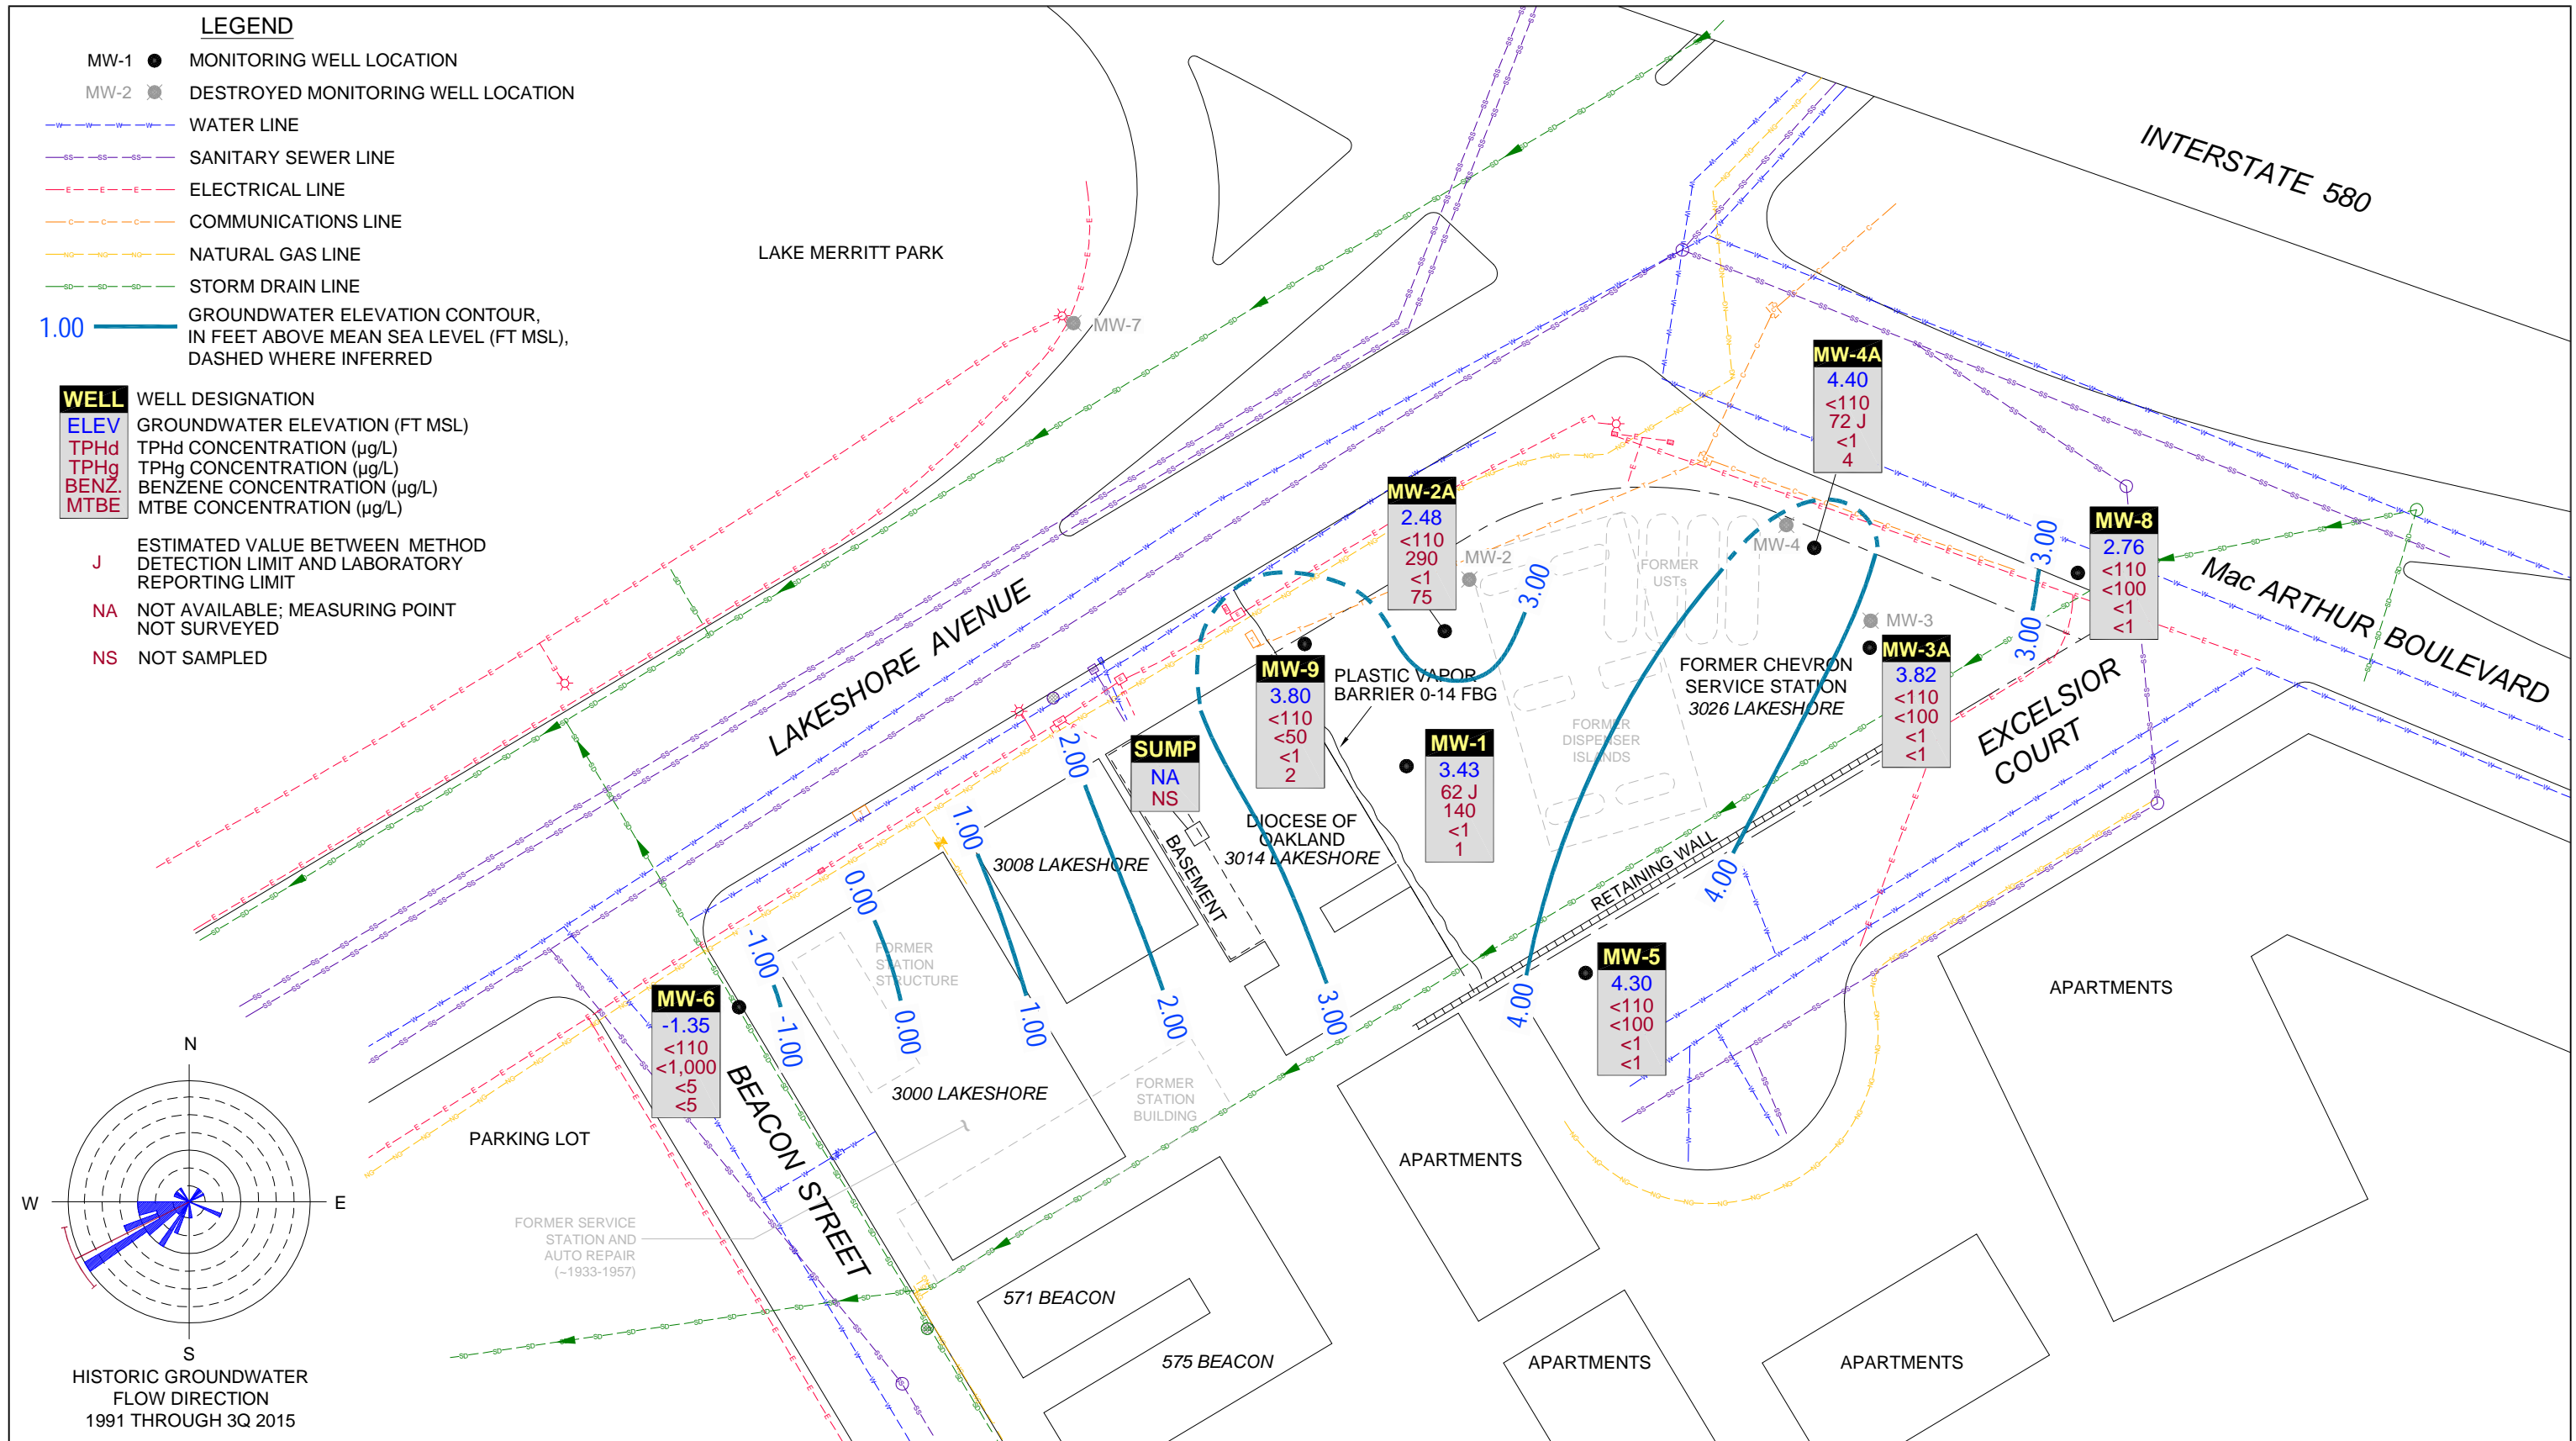 LEGEND
MW-1 MONITORING WELL LOCATION
MW-2 DESTROYED MONITORING WELL LOCATION
W W W W WATER LINE
SS SS SS SANITARY SEWER LINE
E E E ELECTRICAL LINE
C C C COMMUNICATIONS LINE
NG NG NG NATURAL GAS LINE
SD SD SD STORM DRAIN LINE
1.00 GROUNDWATER ELEVATION CONTOUR,
IN FEET ABOVE MEAN SEA LEVEL (FT MSL),
DASHED WHERE INFERRED
WELL WELL DESIGNATION
ELEV GROUNDWATER ELEVATION (FT MSL)
TPHd TPHd CONCENTRATION (µg/L)
TPHg TPHg CONCENTRATION (µg/L)
BENZ. BENZENE CONCENTRATION (µg/L)
MTBE MTBE CONCENTRATION (µg/L)
J ESTIMATED VALUE BETWEEN METHOD
DETECTION LIMIT AND LABORATORY
REPORTING LIMIT
NA NOT AVAILABLE; MEASURING POINT
NOT SURVEYED
NS NOT SAMPLED
LAKE MERRITT PARK
MW-7
INTERSTATE 580
MW-4A
4.40
<110
72 J
<1
4
MW-2A
2.48
<110
290
<1
75
MW-2
MW-4
FORMER
USTs
3.00
3.00
3.00
MW-8
2.76
<110
<100
<1
<1
Mac ARTHUR BOULEVARD
MW-3
MW-3A
3.82
<110
<100
<1
<1
FORMER CHEVRON
SERVICE STATION
3026 LAKESHORE
EXCELSIOR
COURT
LAKESHORE AVENUE
MW-9
3.80
<110
<50
<1
2
PLASTIC VAPOR
BARRIER 0-14 FBG
FORMER
DISPENSER
ISLANDS
SUMP
NA
NS
MW-1
3.43
62 J
140
<1
1
DIOCESE OF
OAKLAND
3014 LAKESHORE
BASEMENT
3008 LAKESHORE
RETAINING WALL
2.00
1.00
0.00
-1.00
4.00
4.00
3.00
2.00
1.00
0.00
-1.00
FORMER
STATION
STRUCTURE
MW-5
4.30
<110
<100
<1
<1
MW-6
-1.35
<110
<1,000
<5
<5
APARTMENTS
3000 LAKESHORE
FORMER
STATION
BUILDING
BEACON STREET
PARKING LOT
APARTMENTS
FORMER SERVICE
STATION AND
AUTO REPAIR
(~1933-1957)
571 BEACON
575 BEACON
APARTMENTS
APARTMENTS
N
W
E
S
HISTORIC GROUNDWATER
FLOW DIRECTION
1991 THROUGH 3Q 2015